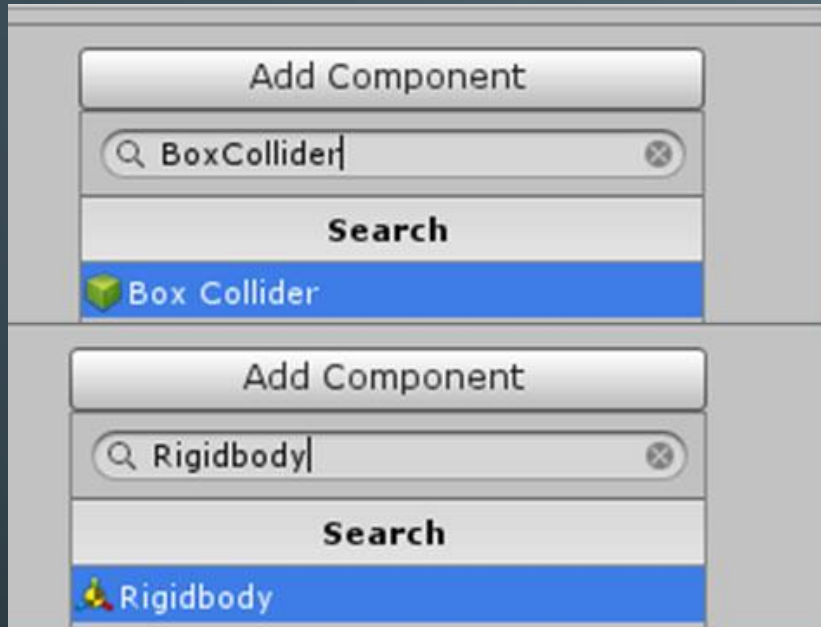 Add Component
BoxCollider
Search
Box Collider
Add Component
Rigidbody
Search
Rigidbody